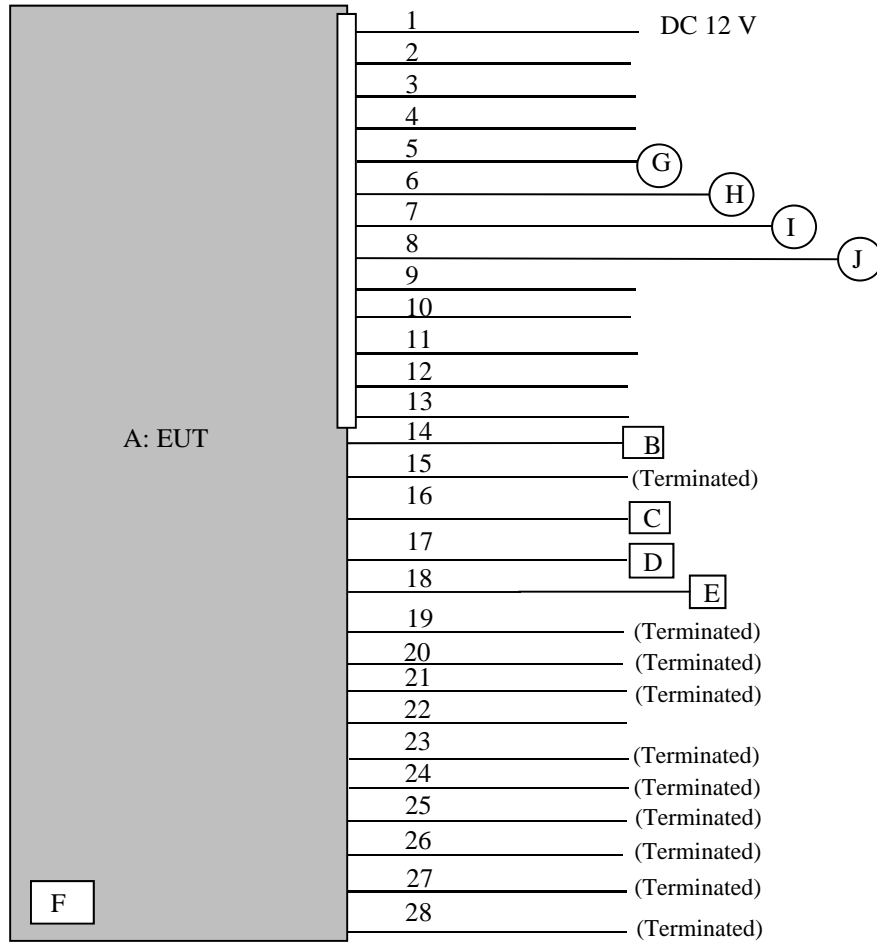 1 DC 12 V
2
3
4
5 G
6 H
7 I
8 J
9
10
11
12
13
A: EUT
14 B
15 (Terminated)
16 C
17 D
18 E
19 (Terminated)
20 (Terminated)
21 (Terminated)
22
23 (Terminated)
24 (Terminated)
25 (Terminated)
26 (Terminated)
27 (Terminated)
F
28 (Terminated)